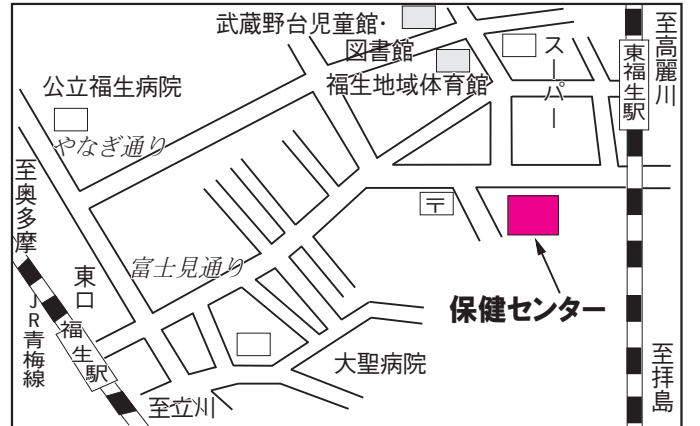 武蔵野台児童館・
図書館
福生地域体育館
スーパー
東福生駅
至高麗川
公立福生病院
やなぎ通り
至奥多摩
東口
富士見通り
〒
保健センター
JR青梅線
福生駅
大聖病院
至立川
至拝島